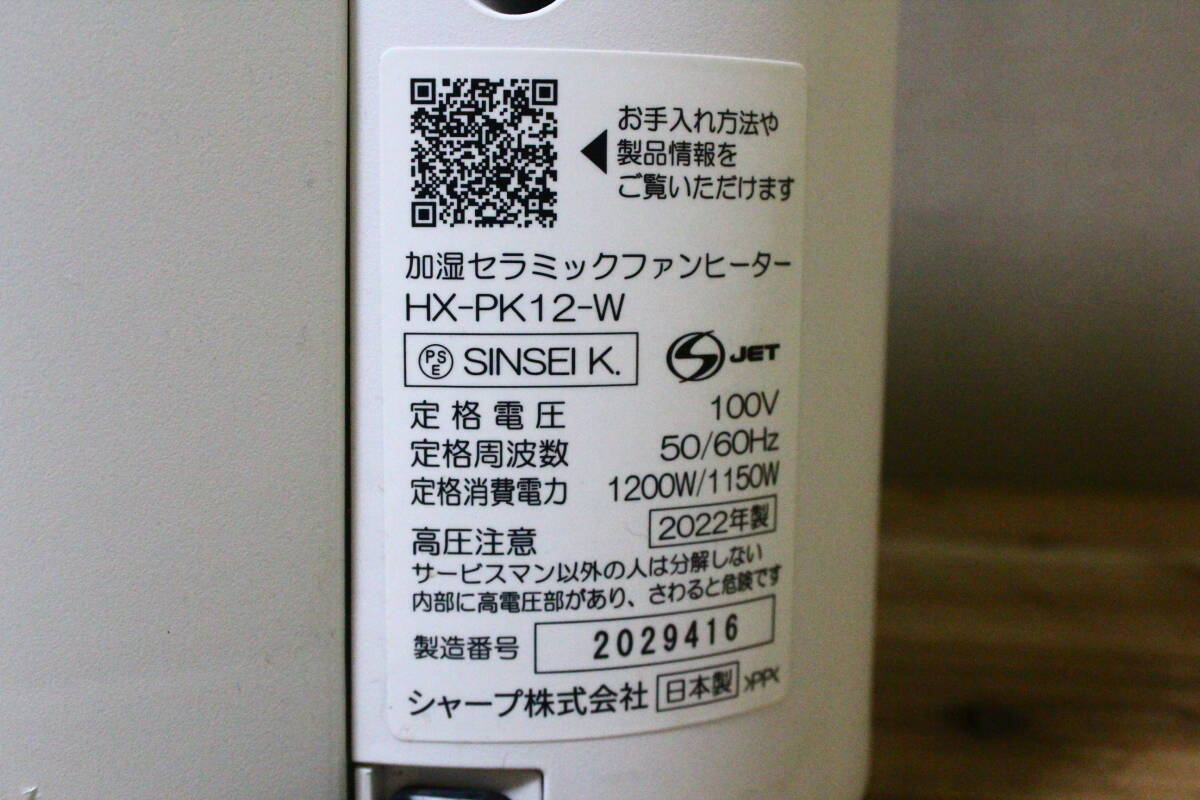 お手入れ方法や
製品情報を
ご覧いただけます
加湿セラミックファンヒーター
HX-PK12-W
PSE SINSEI K. S JET
定格電圧 100V
定格周波数 50/60Hz
定格消費電力 1200W/1150W
2022年製
高圧注意
サービスマン以外の人は分解しない
内部に高電圧部があり、さわると危険です
製造番号 2029416
シャープ株式会社 日本製 >PP<